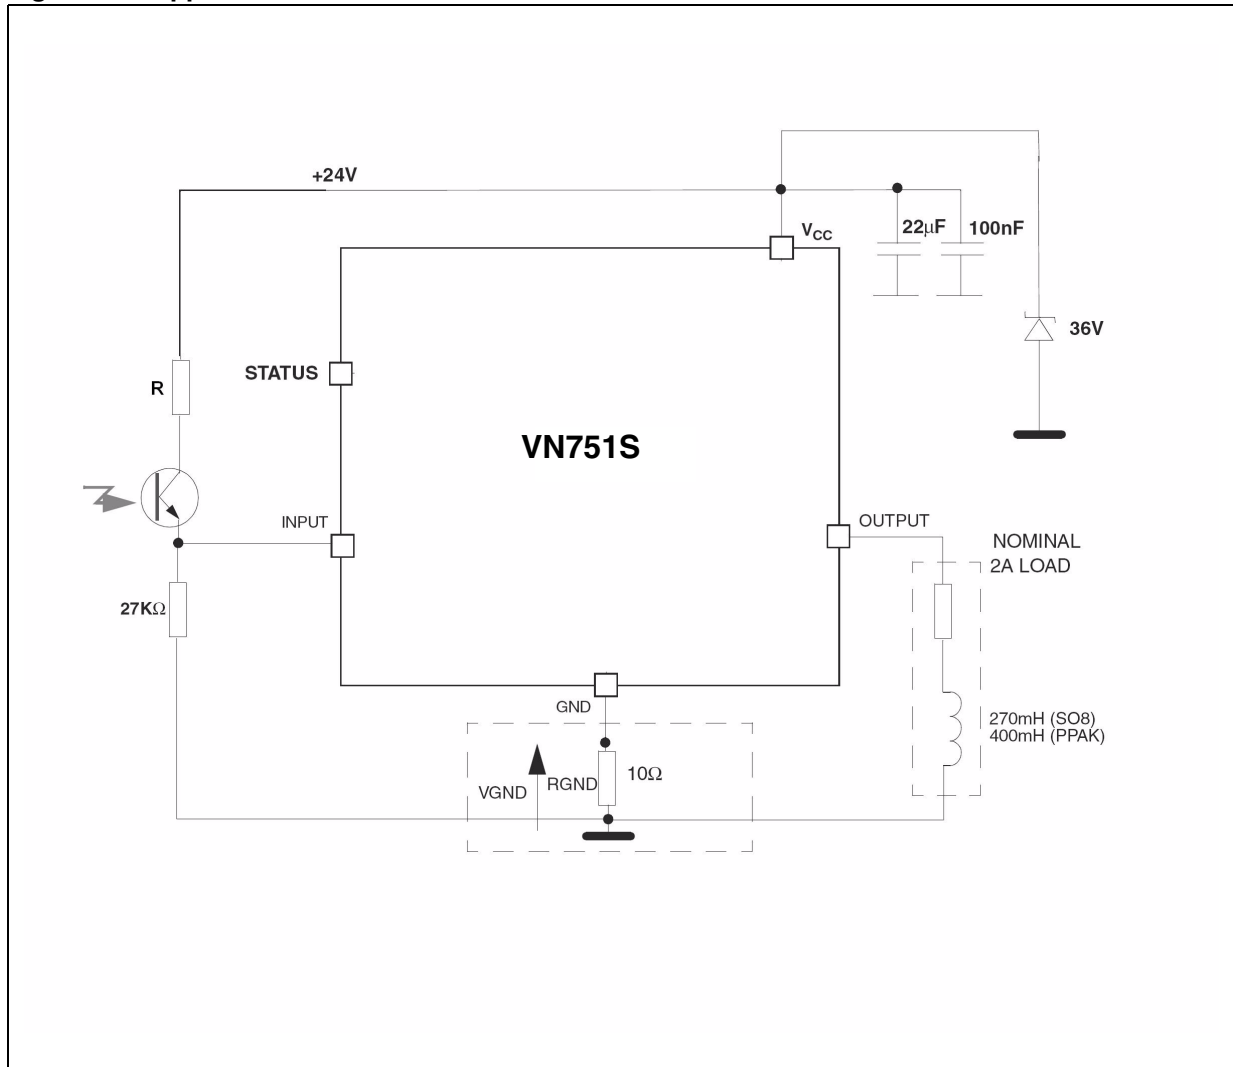 +24V
VCC
22μF
100nF
36V
STATUS
R
VN751S
INPUT
OUTPUT
NOMINAL
2A LOAD
27KΩ
GND
270mH (SO8)
400mH (PPAK)
10Ω
RGND
VGND